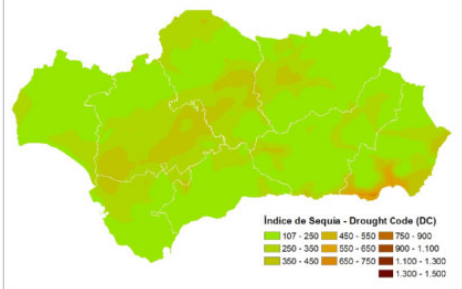 Índice de Sequia - Drought Code (DC)
107 - 250 450 - 550 750 - 900
250 - 350 550 - 650 900 - 1.100
350 - 450 650 - 750 1.100 - 1.300
1.300 - 1.500